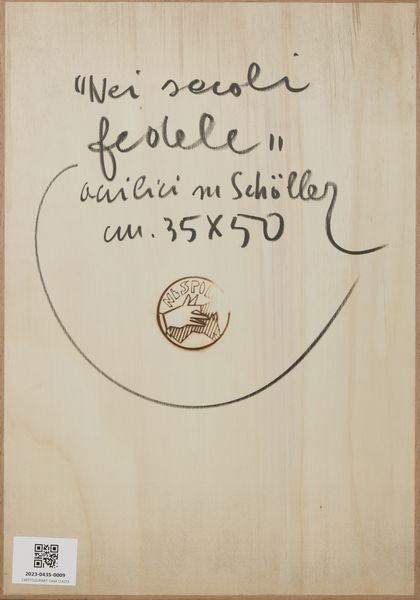 "Nei secoli
fedele"
acrilici su Schöller
cm. 35X50
NESPOLO
2023-0435-0009